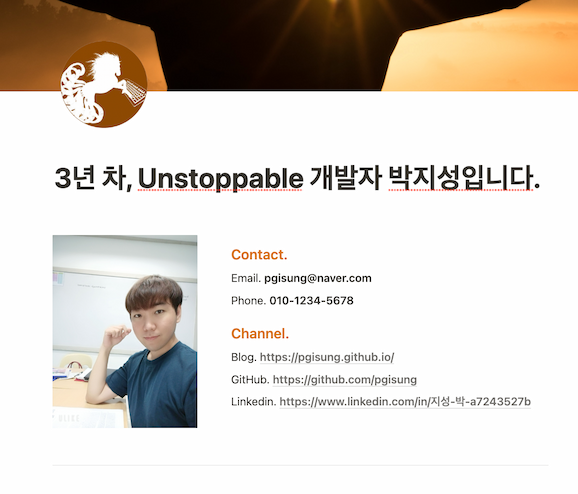 3년 차, Unstoppable 개발자 박지성입니다.
Contact.
Email. pgisung@naver.com
Phone. 010-1234-5678
Channel.
Blog. https://pgisung.github.io/
GitHub. https://github.com/pgisung
Linkedin. https://www.linkedin.com/in/지성-박-a7243527b